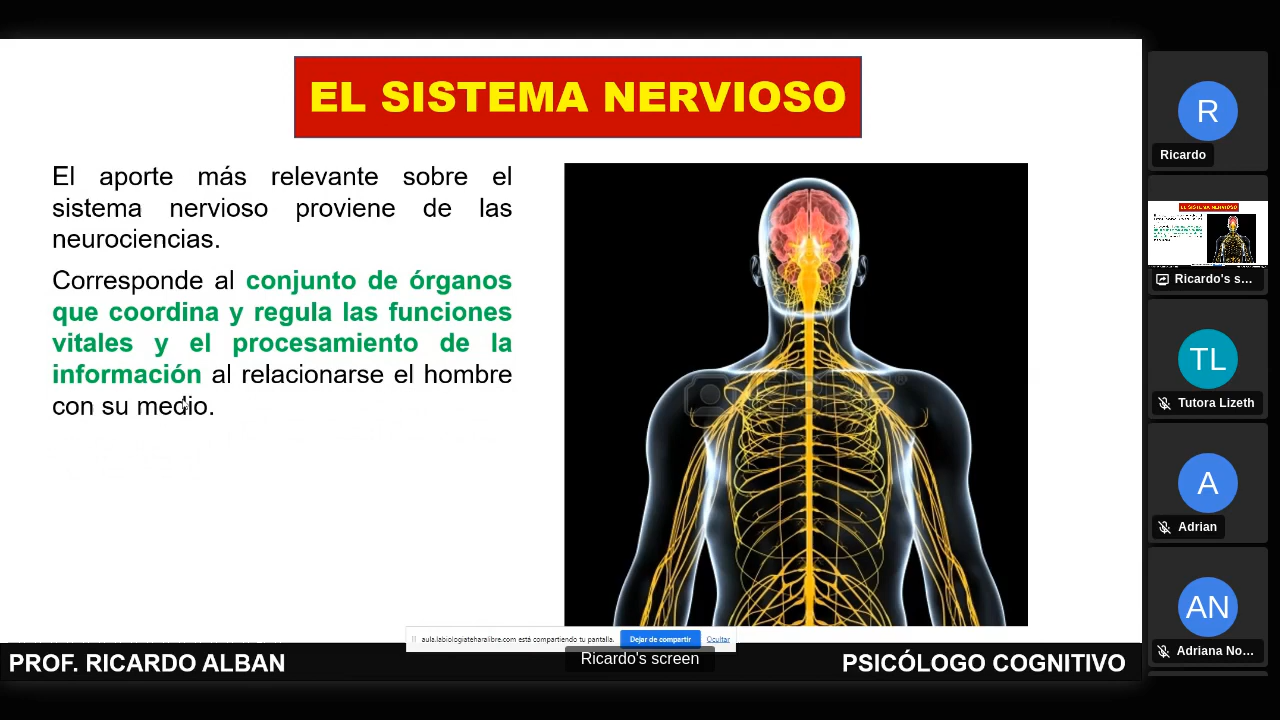 EL SISTEMA NERVIOSO
El aporte más relevante sobre el
sistema nervioso proviene de las
neurociencias.
Corresponde al conjunto de órganos
que coordina y regula las funciones
vitales y el procesamiento de la
información al relacionarse el hombre
con su medio.
aula.labiologiateharalibre.com está compartiendo tu pantalla. Dejar de compartir Ocultar
Ricardo's screen
PROF. RICARDO ALBAN
PSICÓLOGO COGNITIVO
R
Ricardo
EL SISTEMA NERVIOSO
Ricardo's s...
TL
Tutora Lizeth
A
Adrian
AN
Adriana No...